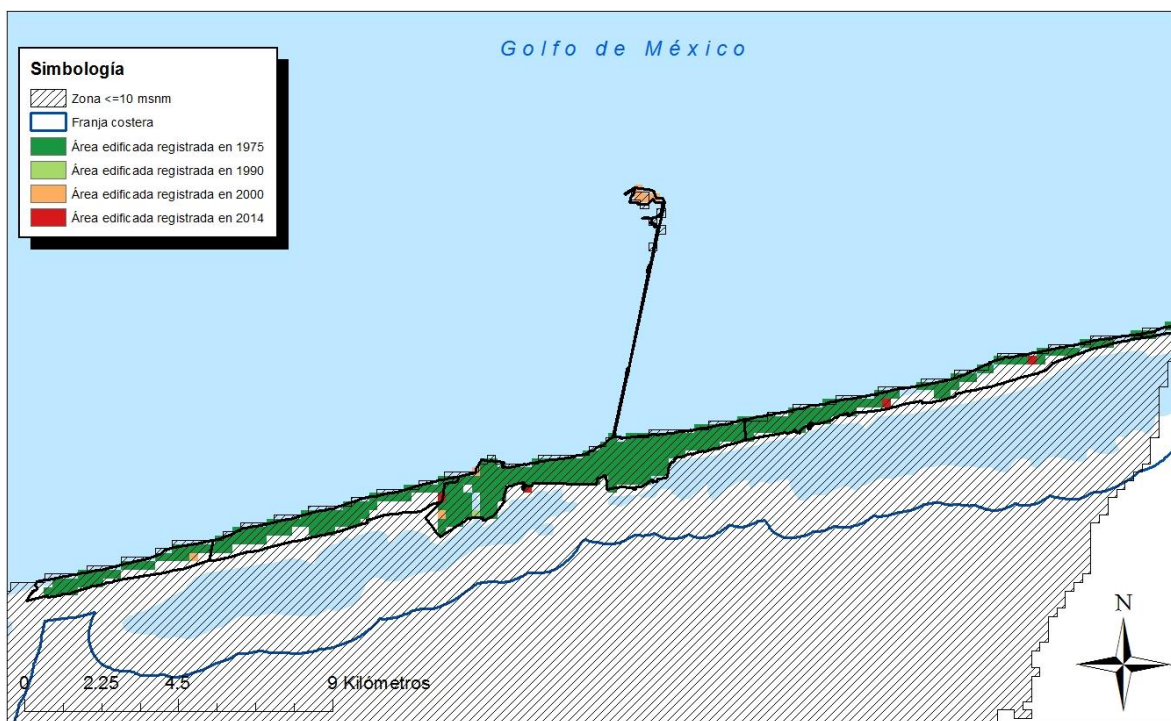 Golfo de México
Simbología
Zona <=10 msnm
Franja costera
Área edificada registrada en 1975
Área edificada registrada en 1990
Área edificada registrada en 2000
Área edificada registrada en 2014
N
0 2.25 4.5 9 Kilómetros